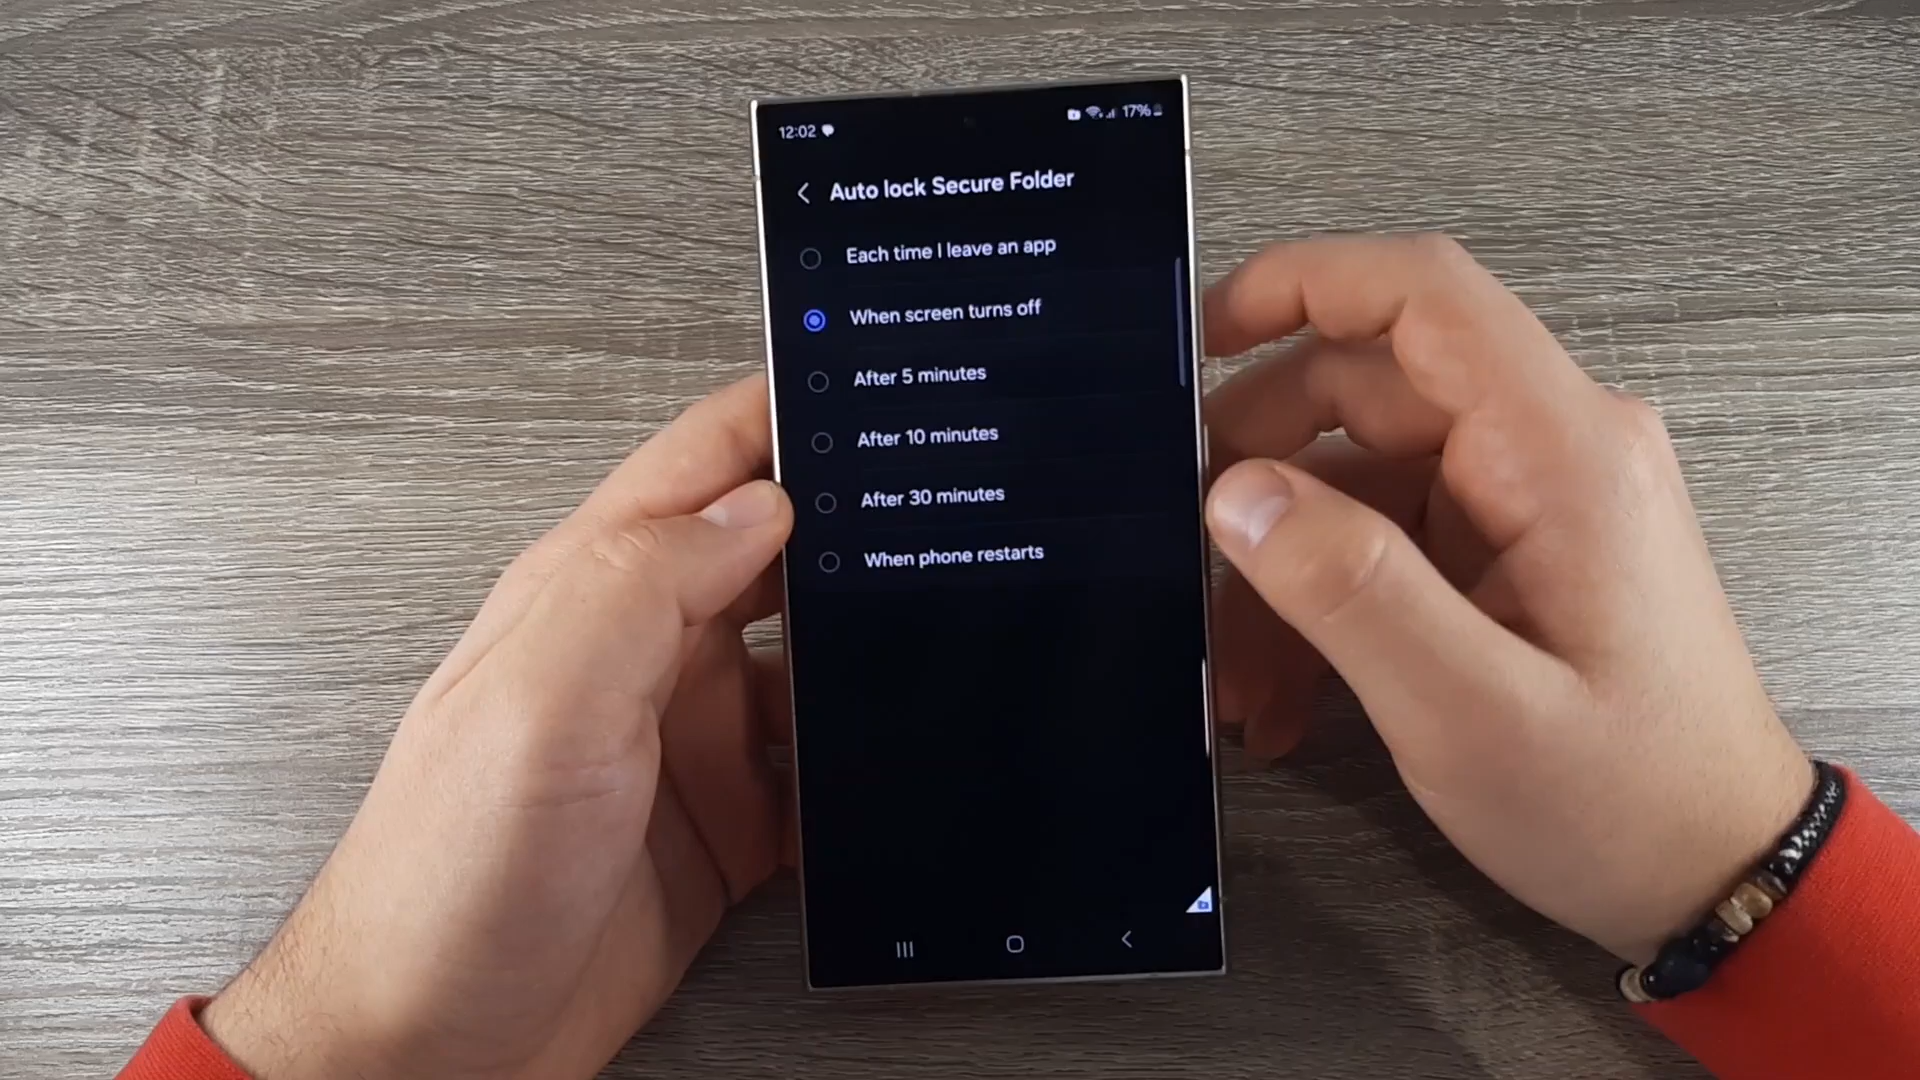 12:02 17%
Auto lock Secure Folder
Each time I leave an app
When screen turns off
After 5 minutes
After 10 minutes
After 30 minutes
When phone restarts